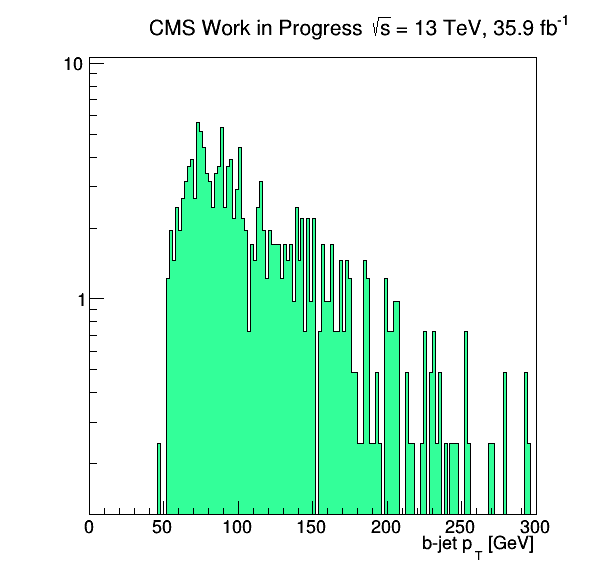 CMS Work in Progress √s = 13 TeV, 35.9 fb⁻¹
10
1
0 50 100 150 200 250 300
b-jet p_T [GeV]